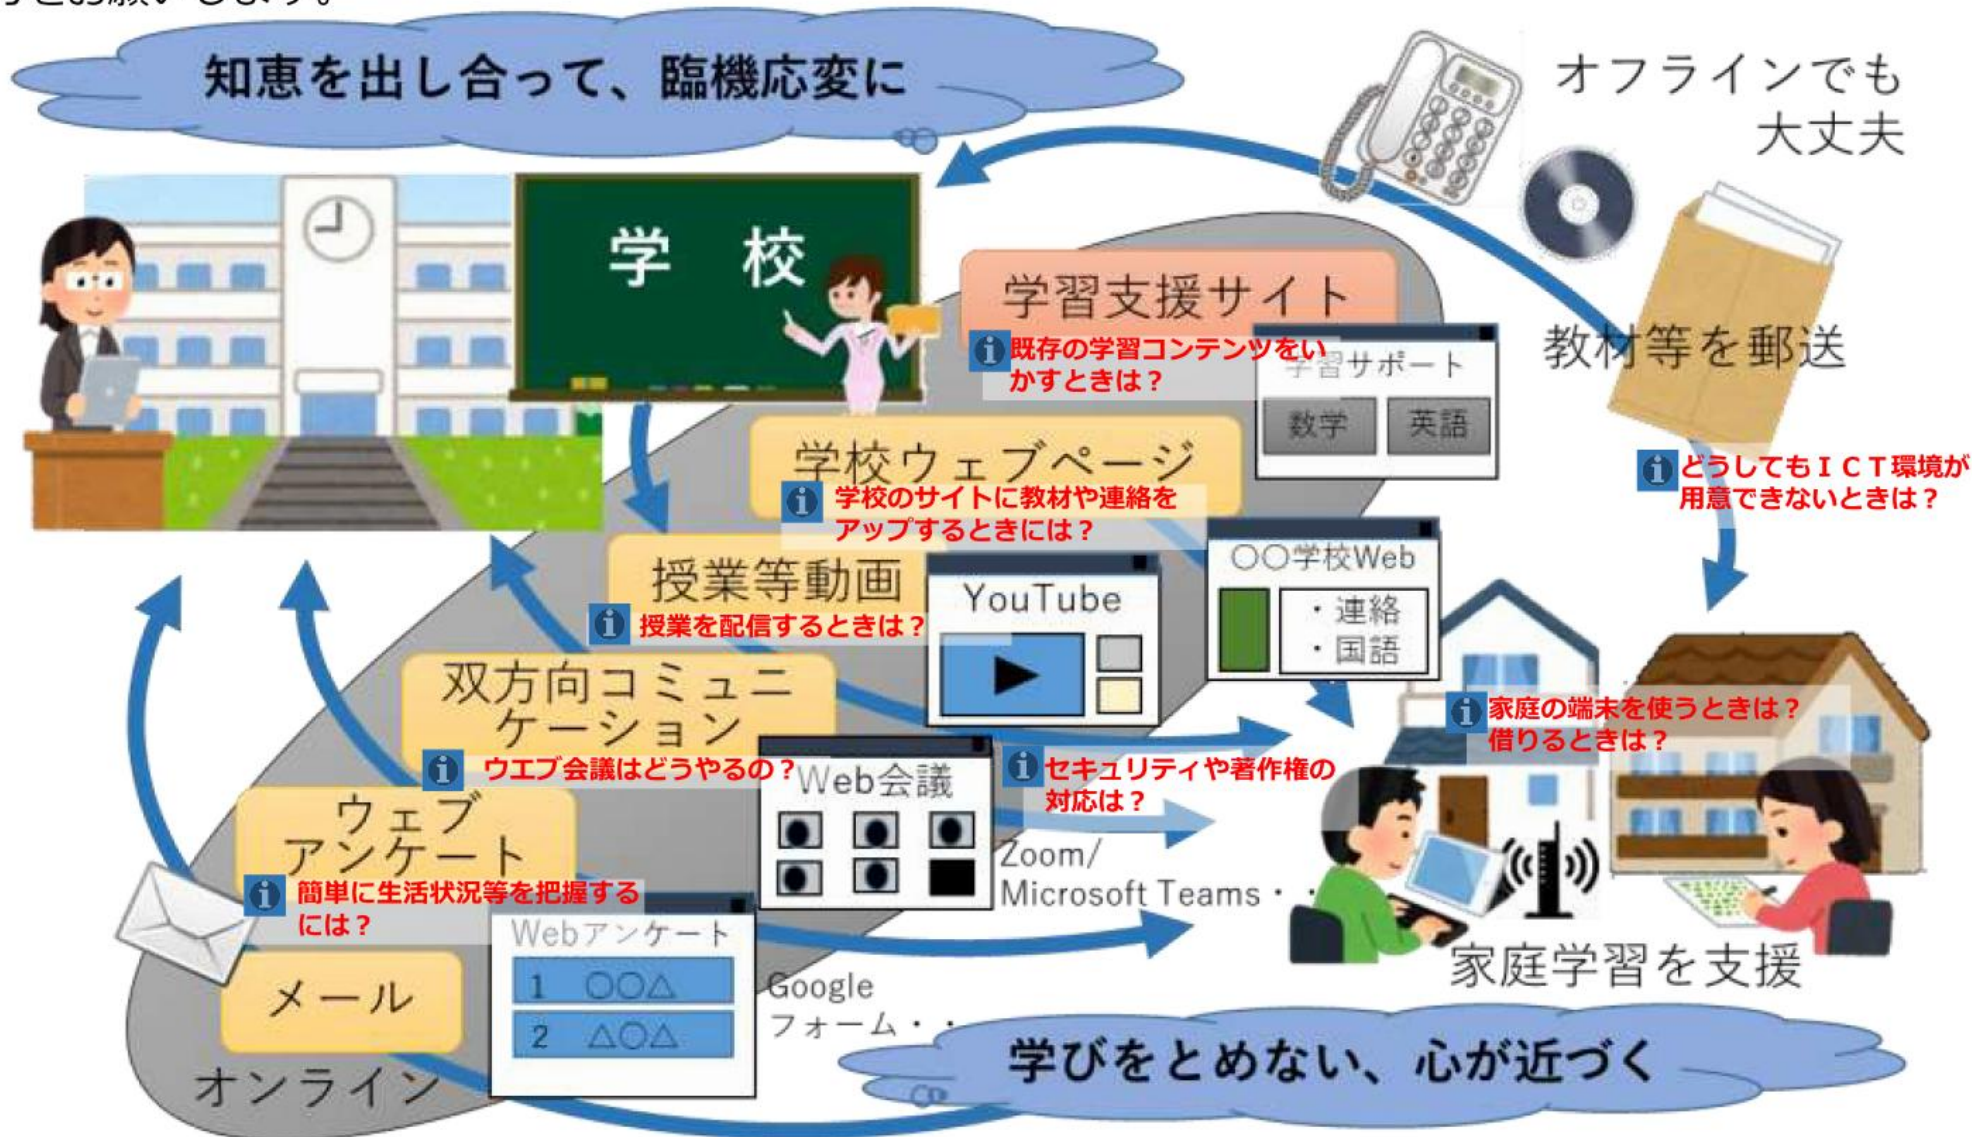 お願いします。
知恵を出し合って、臨機応変に
オフラインでも
大丈夫
学 校
学習支援サイト
既存の学習コンテンツをい
かすときは？
学習サポート
数学 英語
教材等を郵送
どうしてもＩＣＴ環境が
用意できないときは？
学校ウェブページ
学校のサイトに教材や連絡を
アップするときには？
〇〇学校Web
・連絡
・国語
授業等動画
授業を配信するときは？
YouTube
双方向コミュニ
ケーション
ウエブ会議はどうやるの？
Web会議
セキュリティや著作権の
対応は？
Zoom/
Microsoft Teams・・
家庭の端末を使うときは？
借りるときは？
家庭学習を支援
ウェブ
アンケート
簡単に生活状況等を把握する
には？
Webアンケート
1 〇〇△
2 △〇△
Google
フォーム・・
メール
オンライン
学びをとめない、心が近づく